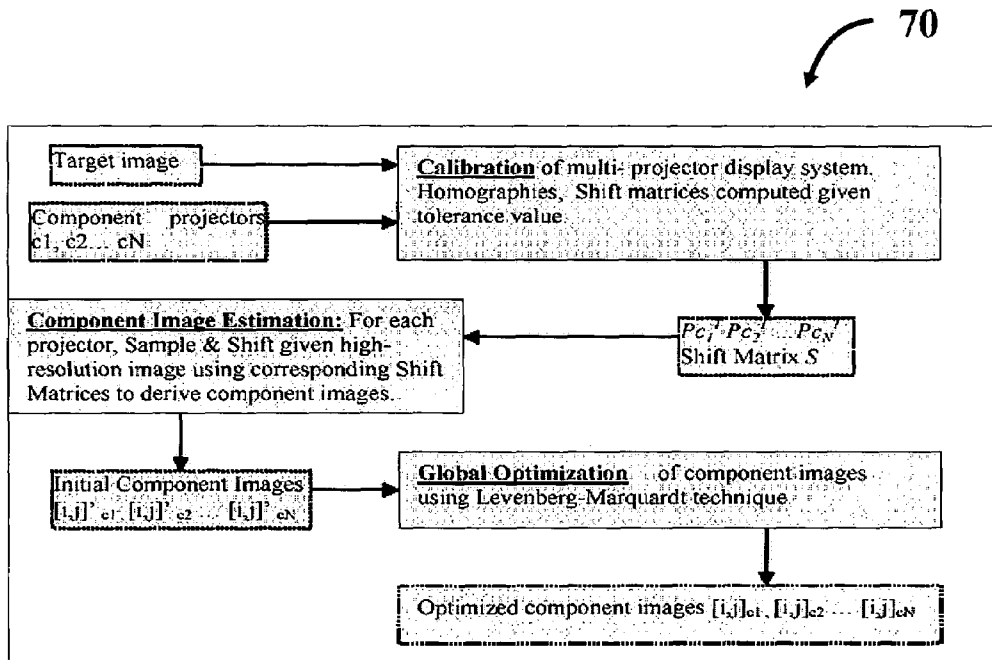 70
Target image
Calibration of multi- projector display system.
Homographies, Shift matrices computed given
tolerance value.
Component projectors
c1, c2... cN
Component Image Estimation: For each
projector, Sample & Shift given high-
resolution image using corresponding Shift
Matrices to derive component images.
Shift Matrix S
Initial Component Images
[i,j]’ c1, [i,j]’ c2 ... [i,j]’ cN
Global Optimization of component images
using Levenberg-Marquardt technique
Optimized component images [i,j]c1, [i,j]c2 ... [i,j]cN